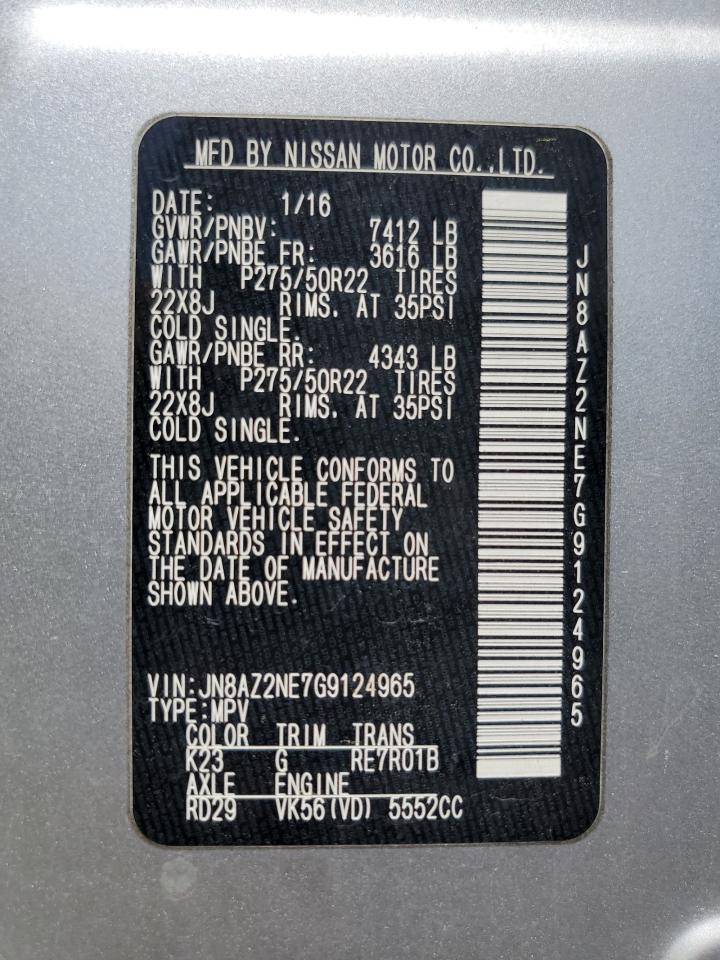 MFD BY NISSAN MOTOR CO.,LTD.
DATE: 1/16
GVWR/PNBV: 7412 LB
GAWR/PNBE FR: 3616 LB
WITH P275/50R22 TIRES
22X8J RIMS. AT 35PSI
COLD SINGLE.
GAWR/PNBE RR: 4343 LB
WITH P275/50R22 TIRES
22X8J RIMS. AT 35PSI
COLD SINGLE.
THIS VEHICLE CONFORMS TO
ALL APPLICABLE FEDERAL
MOTOR VEHICLE SAFETY
STANDARDS IN EFFECT ON
THE DATE OF MANUFACTURE
SHOWN ABOVE.
VIN:JN8AZ2NE7G9124965
TYPE:MPV
COLOR TRIM TRANS
K23 G RE7R01B
AXLE ENGINE
RD29 VK56(VD) 5552CC
JN8AZ2NE7G9124965